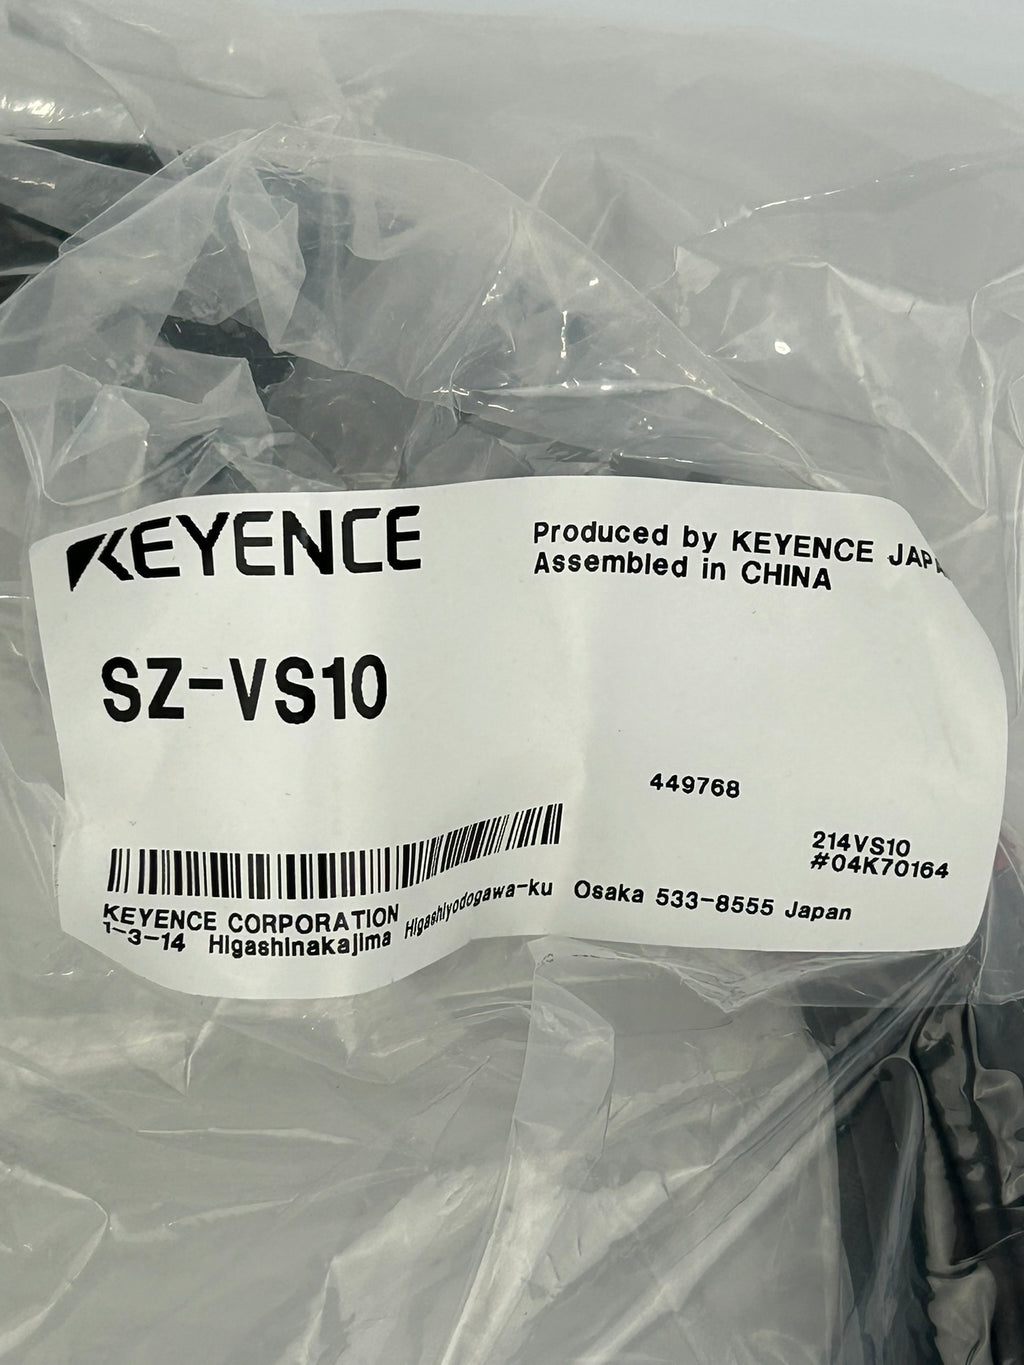 KEYENCE
Produced by KEYENCE
Assembled in CHINA
SZ-VS10
449768
214VS10
#04K70164
KEYENCE CORPORATION
1-3-14 Higashinakajima Higashiyodogawa-ku Osaka 533-8555 Japan